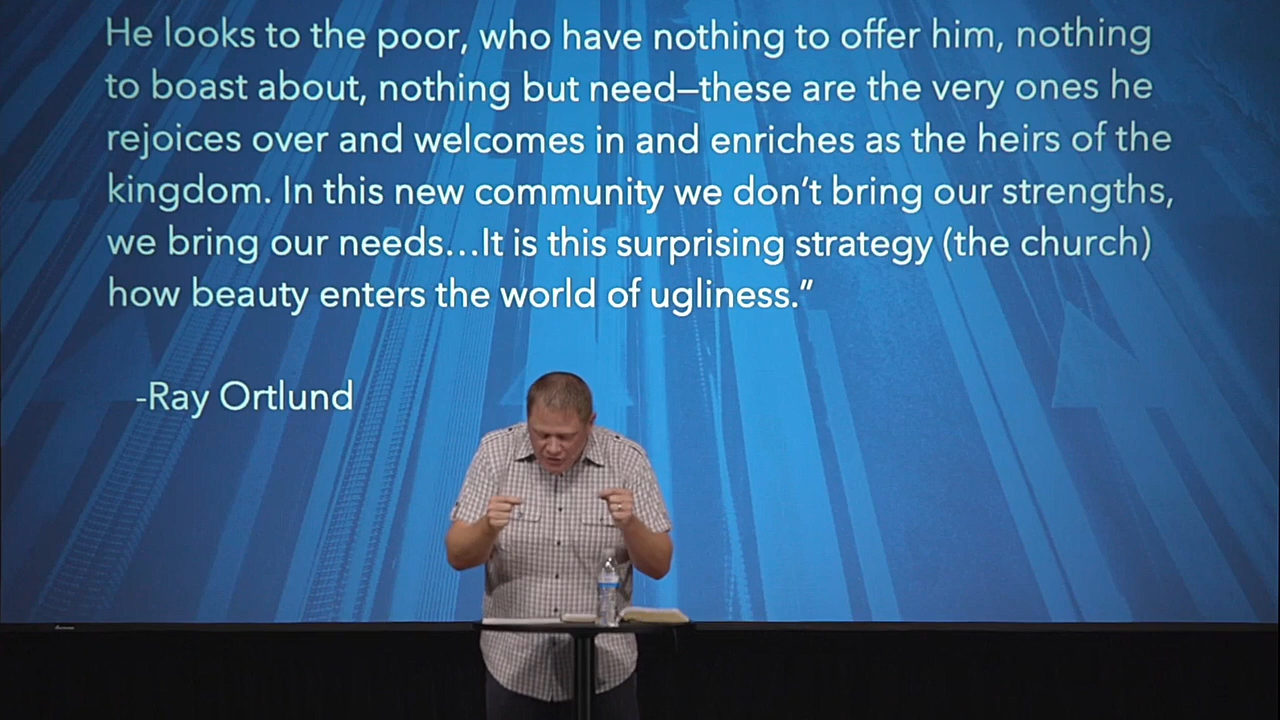 He looks to the poor, who have nothing to offer him, nothing
to boast about, nothing but need—these are the very ones he
rejoices over and welcomes in and enriches as the heirs of the
kingdom. In this new community we don’t bring our strengths,
we bring our needs…It is this surprising strategy (the church)
how beauty enters the world of ugliness.”
-Ray Ortlund